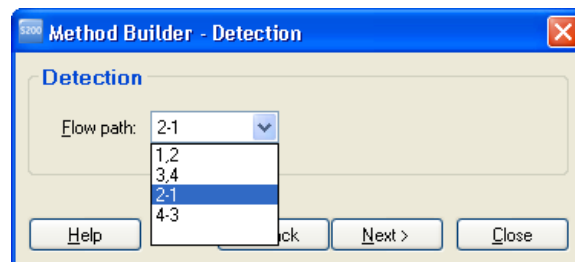 S200 Method Builder - Detection
Detection
Flow path: 2-1
1,2
3,4
2-1
4-3
Help ck Next > Close